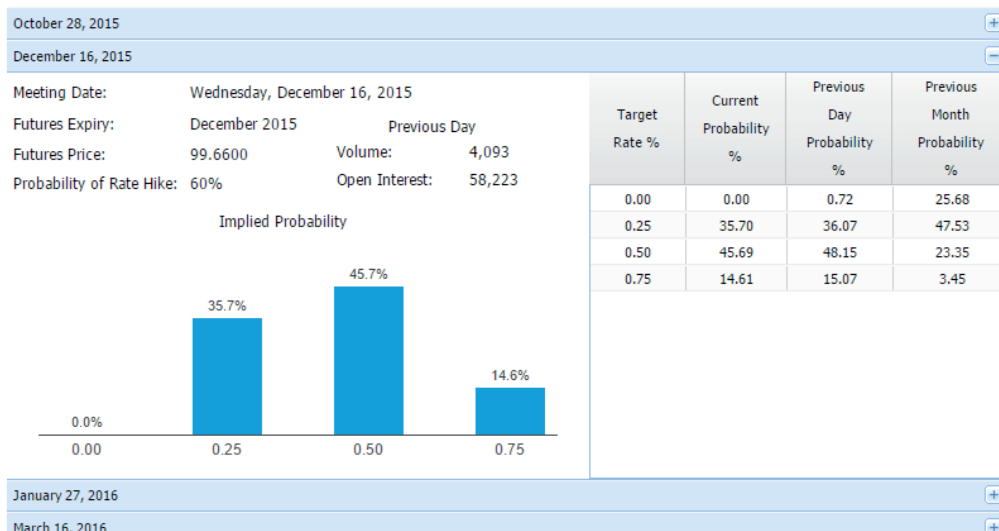 October 28, 2015
December 16, 2015
Meeting Date: Wednesday, December 16, 2015
Futures Expiry: December 2015 Previous Day
Futures Price: 99.6600 Volume: 4,093
Probability of Rate Hike: 60% Open Interest: 58,223
Implied Probability
45.7%
35.7%
14.6%
0.0%
0.00 0.25 0.50 0.75
Target Rate % Current Probability % Previous Day Probability % Previous Month Probability %
0.00 0.00 0.72 25.68
0.25 35.70 36.07 47.53
0.50 45.69 48.15 23.35
0.75 14.61 15.07 3.45
January 27, 2016
March 16, 2016